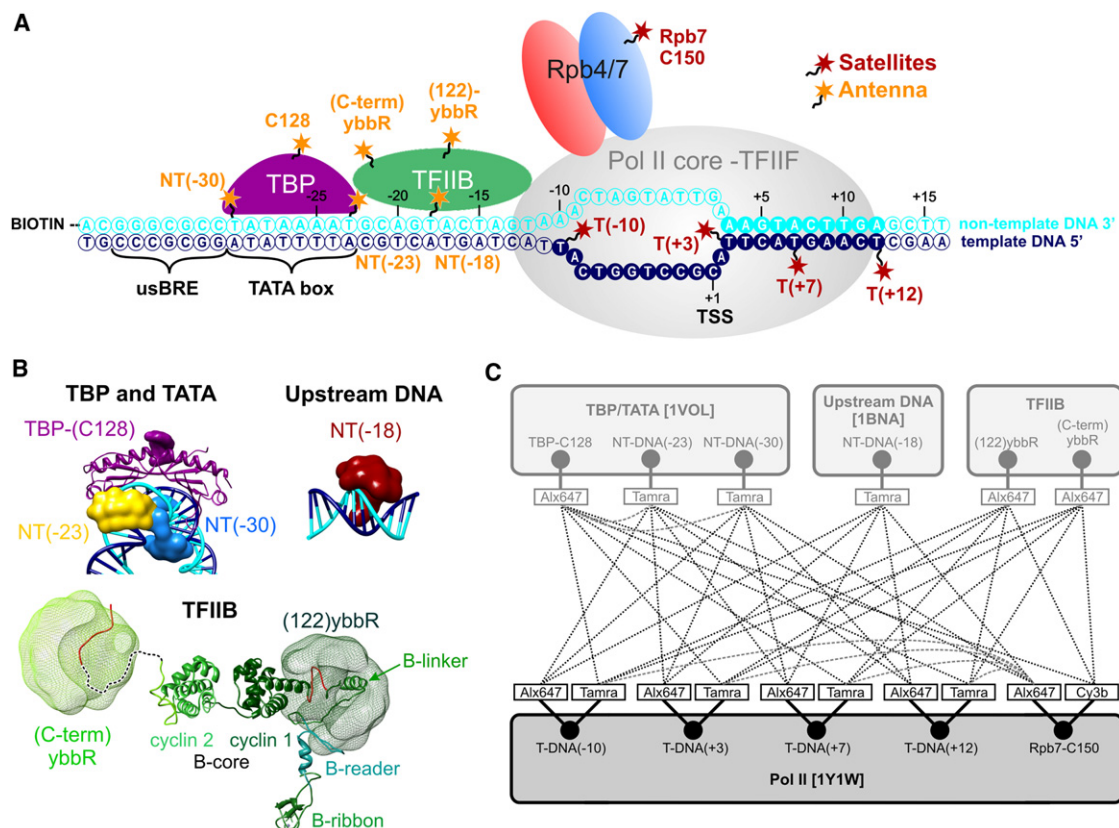 A
Rpb4/7
Rpb7
C150
Satellites
Antenna
C128
(C-term)
ybbR
(122)-
ybbR
NT(-30)
TBP
TFIIB
Pol II core -TFIIF
-25
-20
-15
-10
+5
+10
+15
BIOTIN --
ACGGGCGCCTATAAAATGCAGTACTAGTAAACTAGTATTGAAAGTACTTGAGCTT
non-template DNA 3'
TGCCCGCGGATATTTTACGTCATGATCATTACTGGTCCGCATTCATGAACTCGAA
template DNA 5'
T(-10)
T(+3)
NT(-23)
NT(-18)
T(+7)
T(+12)
usBRE
TATA box
+1
TSS
B
TBP and TATA
Upstream DNA
TBP-(C128)
NT(-18)
NT(-23)
NT(-30)
TFIIB
(122)ybbR
B-linker
(C-term)
ybbR
cyclin 2
cyclin 1
B-core
B-reader
B-ribbon
C
TBP/TATA [1VOL]
Upstream DNA
[1BNA]
TFIIB
TBP-C128
NT-DNA(-23)
NT-DNA(-30)
NT-DNA(-18)
(122)ybbR
(C-term)
ybbR
Alx647
Tamra
Tamra
Tamra
Alx647
Alx647
Alx647
Tamra
Alx647
Tamra
Alx647
Tamra
Alx647
Tamra
Alx647
Cy3b
T-DNA(-10)
T-DNA(+3)
T-DNA(+7)
T-DNA(+12)
Rpb7-C150
Pol II [1Y1W]